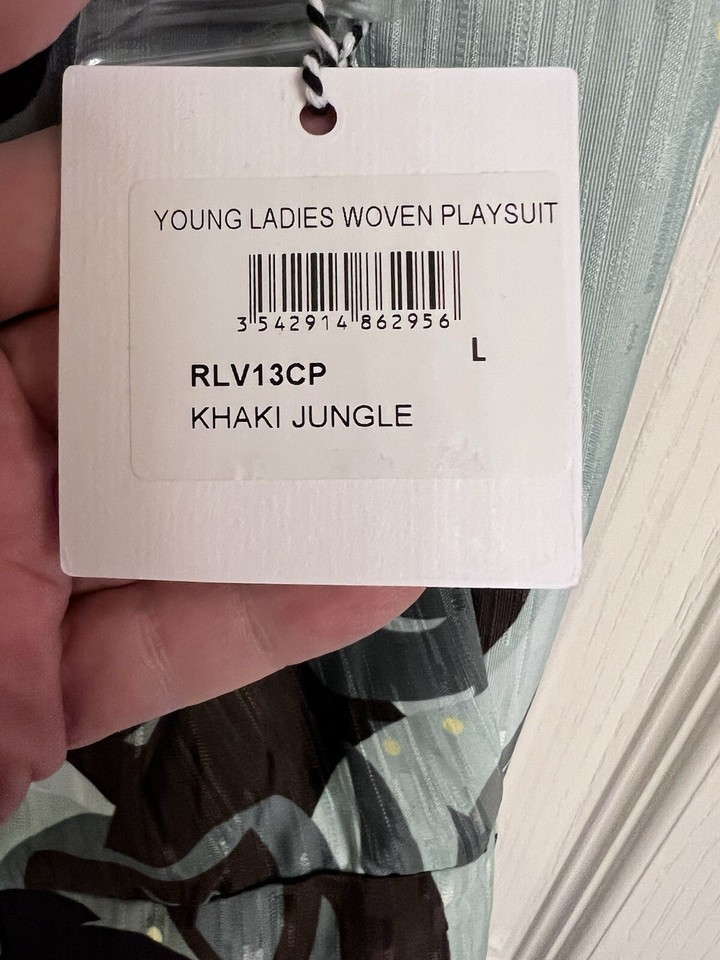 YOUNG LADIES WOVEN PLAYSUIT
3 542914 862956
L
RLV13CP
KHAKI JUNGLE